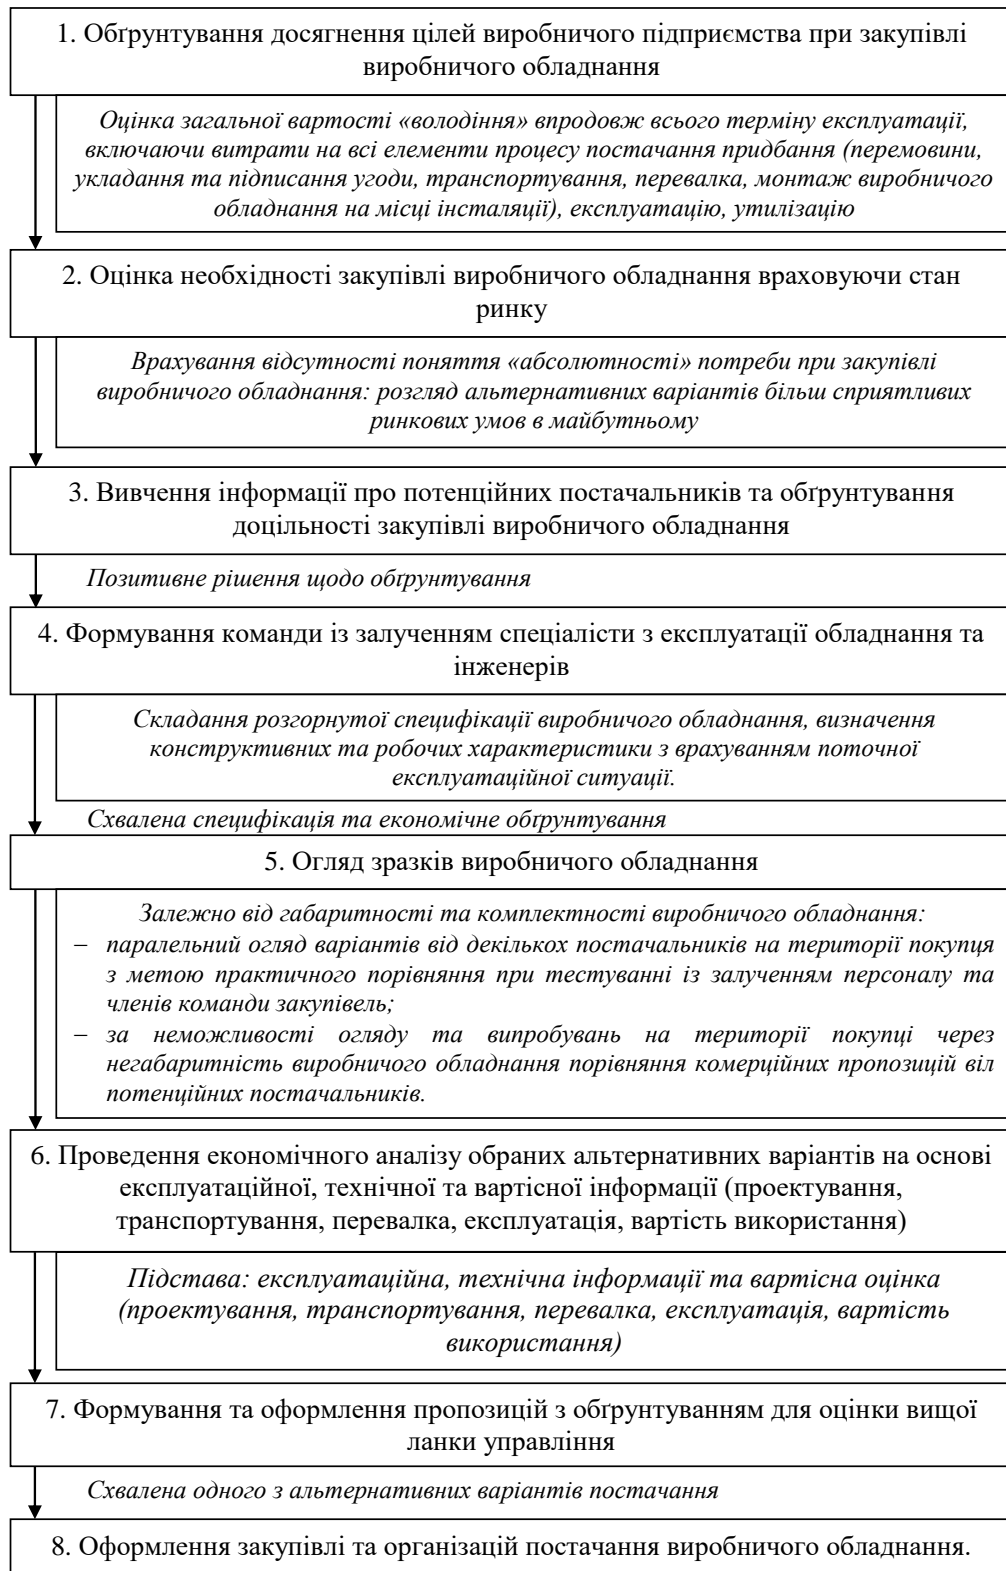 1. Обґрунтування досягнення цілей виробничого підприємства при закупівлі
виробничого обладнання
Оцінка загальної вартості «володіння» впродовж всього терміну експлуатації,
включаючи витрати на всі елементи процесу постачання придбання (перемовини,
укладання та підписання угоди, транспортування, перевалка, монтаж виробничого
обладнання на місці інсталяції), експлуатацію, утилізацію
2. Оцінка необхідності закупівлі виробничого обладнання враховуючи стан
ринку
Врахування відсутності поняття «абсолютності» потреби при закупівлі
виробничого обладнання: розгляд альтернативних варіантів більш сприятливих
ринкових умов в майбутньому
3. Вивчення інформації про потенційних постачальників та обґрунтування
доцільності закупівлі виробничого обладнання
Позитивне рішення щодо обґрунтування
4. Формування команди із залученням спеціалісти з експлуатації обладнання та
інженерів
Складання розгорнутої специфікації виробничого обладнання, визначення
конструктивних та робочих характеристики з врахуванням поточної
експлуатаційної ситуації.
Схвалена специфікація та економічне обґрунтування
5. Огляд зразків виробничого обладнання
Залежно від габаритності та комплектності виробничого обладнання:
– паралельний огляд варіантів від декількох постачальників на території покупця
з метою практичного порівняння при тестуванні із залученням персоналу та
членів команди закупівель;
– за неможливості огляду та випробувань на території покупці через
негабаритність виробничого обладнання порівняння комерційних пропозицій віл
потенційних постачальників.
6. Проведення економічного аналізу обраних альтернативних варіантів на основі
експлуатаційної, технічної та вартісної інформації (проектування,
транспортування, перевалка, експлуатація, вартість використання)
Підстава: експлуатаційна, технічна інформації та вартісна оцінка
(проектування, транспортування, перевалка, експлуатація, вартість
використання)
7. Формування та оформлення пропозицій з обґрунтуванням для оцінки вищої
ланки управління
Схвалена одного з альтернативних варіантів постачання
8. Оформлення закупівлі та організацій постачання виробничого обладнання.